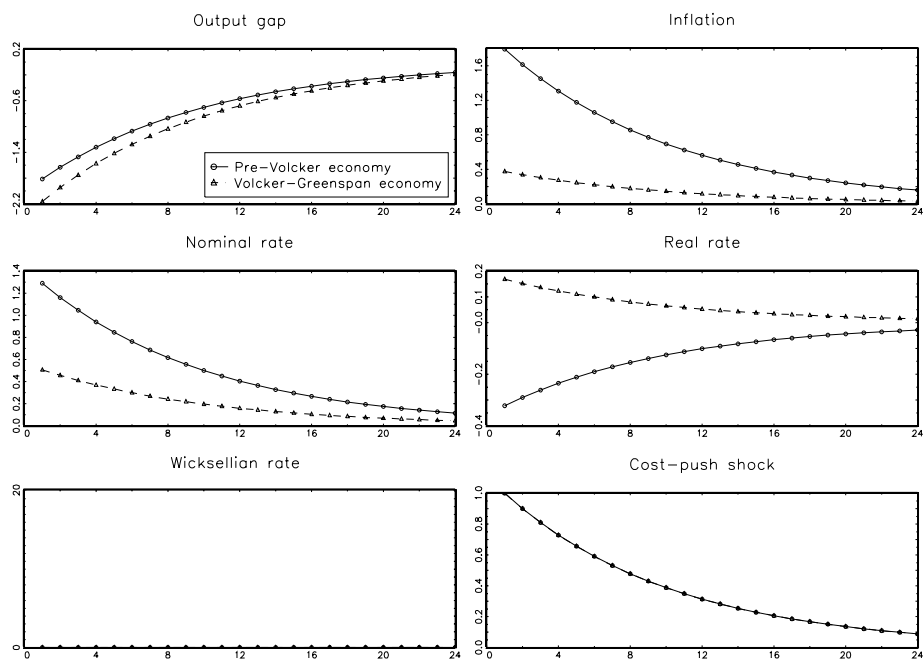 Output gap
0.2
−0.6
−1.4
−2.2
Pre−Volcker economy
Volcker−Greenspan economy
0 4 8 12 16 20 24
Inflation
1.6
1.2
0.8
0.4
0.0
0 4 8 12 16 20 24
Nominal rate
1.4
1.2
1.0
0.8
0.6
0.4
0.2
0.0
0 4 8 12 16 20 24
Real rate
0.2
−0.0
−0.2
−0.4
0 4 8 12 16 20 24
Wicksellian rate
20
0
0 4 8 12 16 20 24
Cost−push shock
1.0
0.8
0.6
0.4
0.2
0.0
0 4 8 12 16 20 24